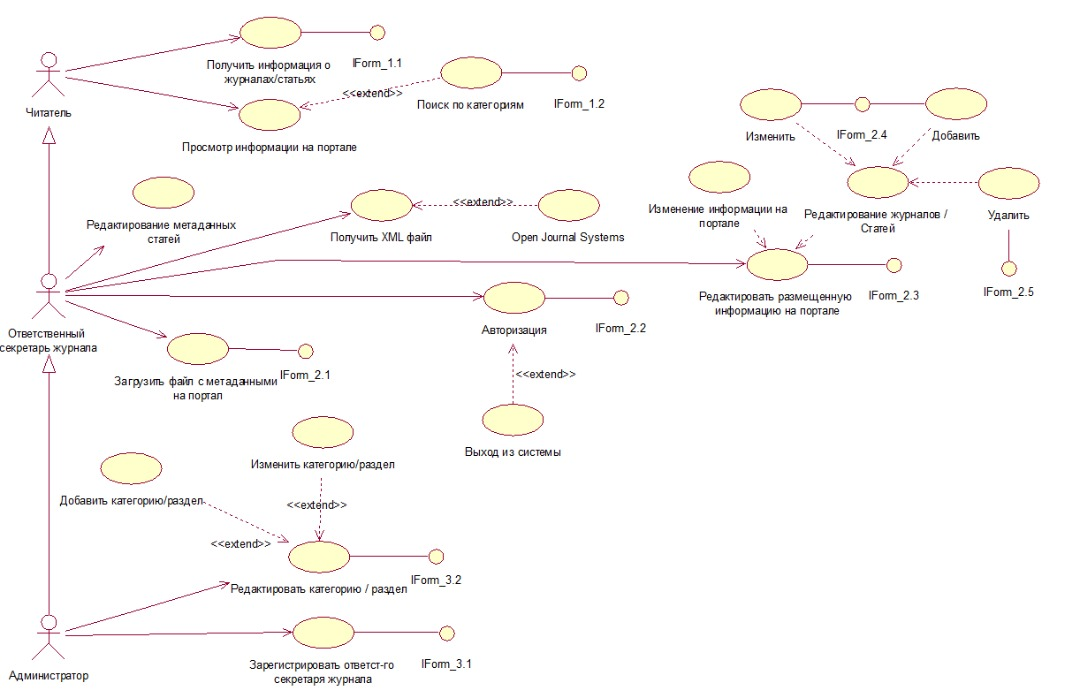 Получить информация о
журналах/статьях
IForm_1.1
Читатель
<<extend>>
Поиск по категориям
IForm_1.2
Просмотр информации на портале
Изменить
IForm_2.4
Добавить
Редактирование метаданных
статей
Получить XML файл
<<extend>>
Open Journal Systems
Изменение информации на
портале
Редактирование журналов /
Статей
Удалить
IForm_2.5
Редактировать размещенную
информацию на портале
IForm_2.3
Ответственный
секретарь журнала
Авторизация
IForm_2.2
Загрузить файл с метаданными
на портал
IForm_2.1
<<extend>>
Выход из системы
Изменить категорию/раздел
Добавить категорию/раздел
<<extend>>
<<extend>>
Редактировать категорию / раздел
IForm_3.2
Администратор
Зарегистрировать ответст-го
секретаря журнала
IForm_3.1